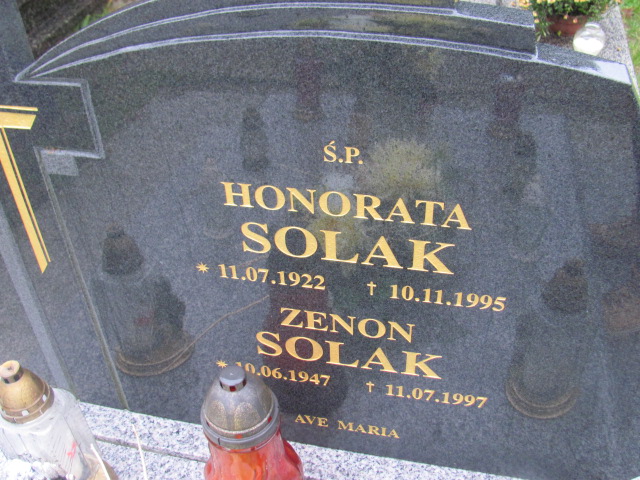 Ś.P.
HONORATA
SOLAK
* 11.07.1922 † 10.11.1995
ZENON
SOLAK
* 10.06.1947 † 11.07.1997
AVE MARIA